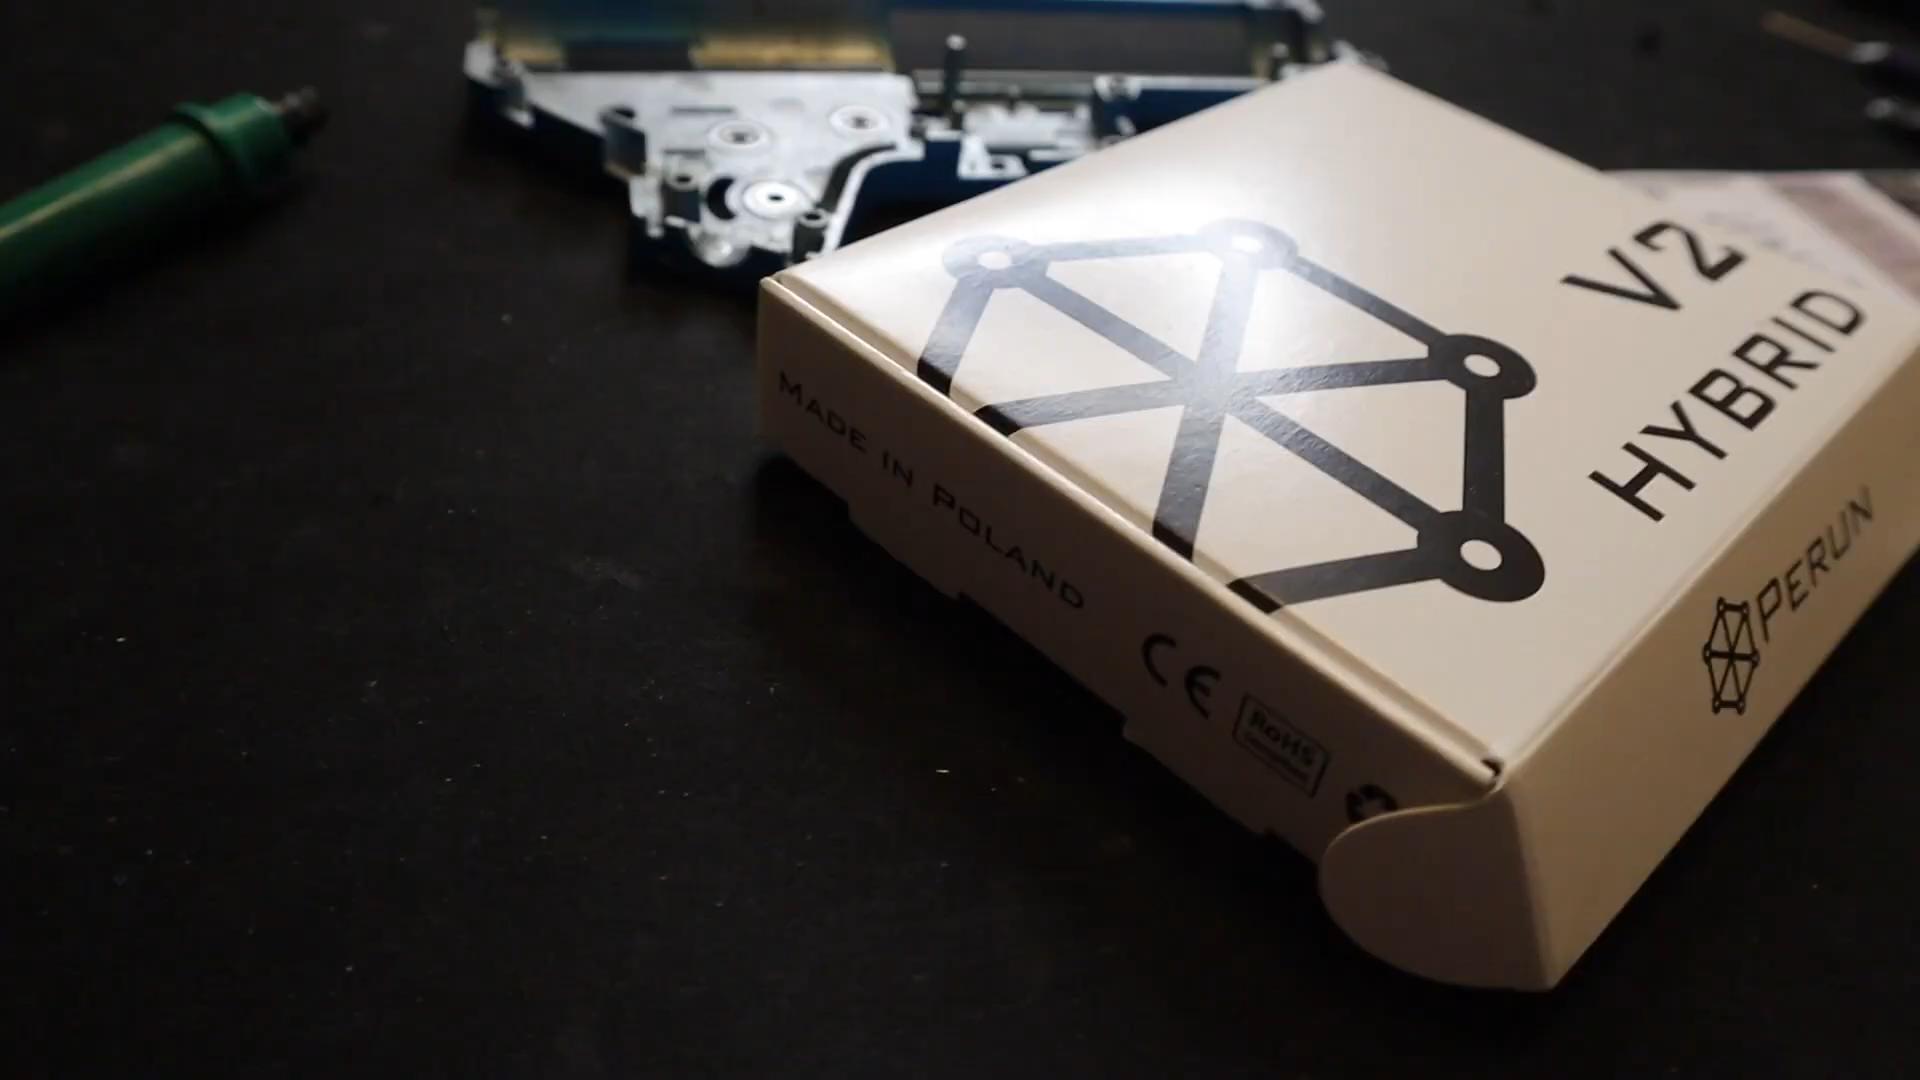 V2
HYBRID
PERUN
MADE IN POLAND
CE
RoHS